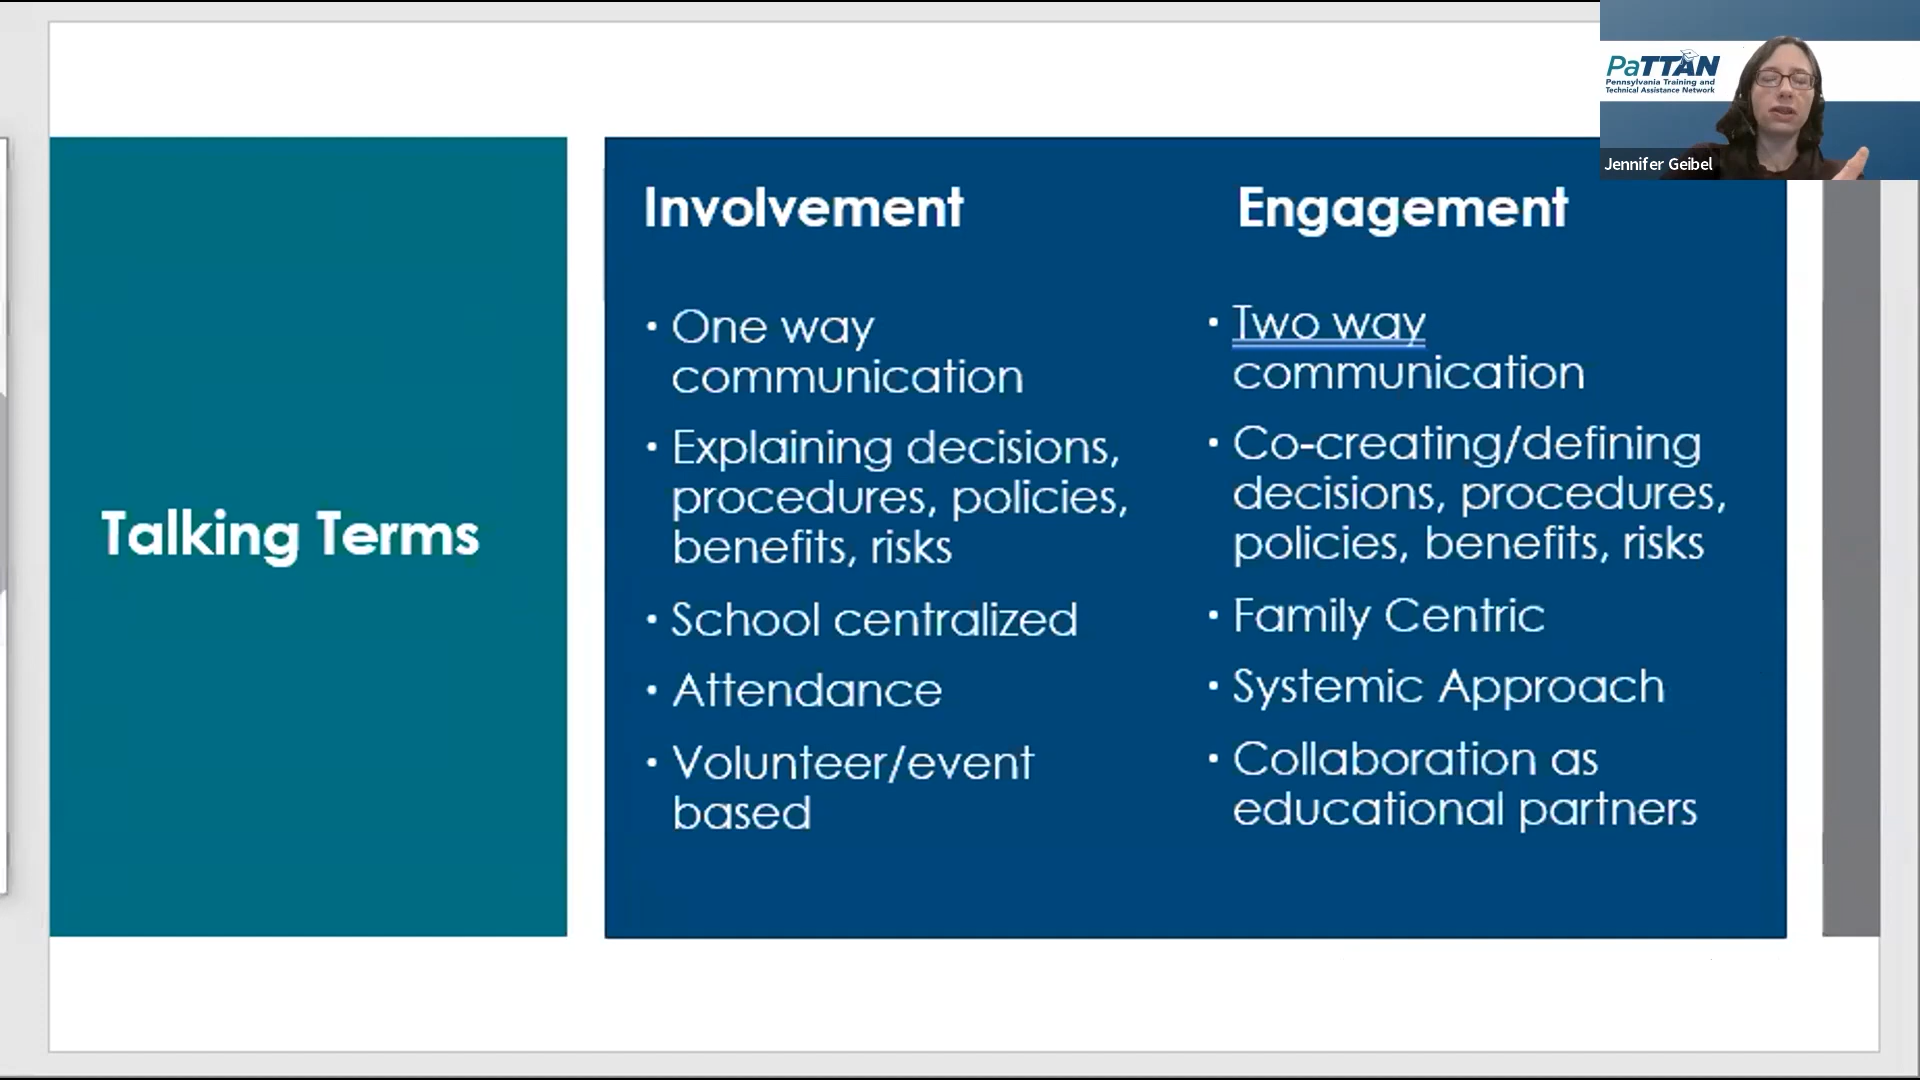 PaTTAN
Pennsylvania Training and
Technical Assistance Network
Jennifer Geibel
Talking Terms
Involvement
• One way
communication
• Explaining decisions,
procedures, policies,
benefits, risks
• School centralized
• Attendance
• Volunteer/event
based
Engagement
• Two way
communication
• Co-creating/defining
decisions, procedures,
policies, benefits, risks
• Family Centric
• Systemic Approach
• Collaboration as
educational partners